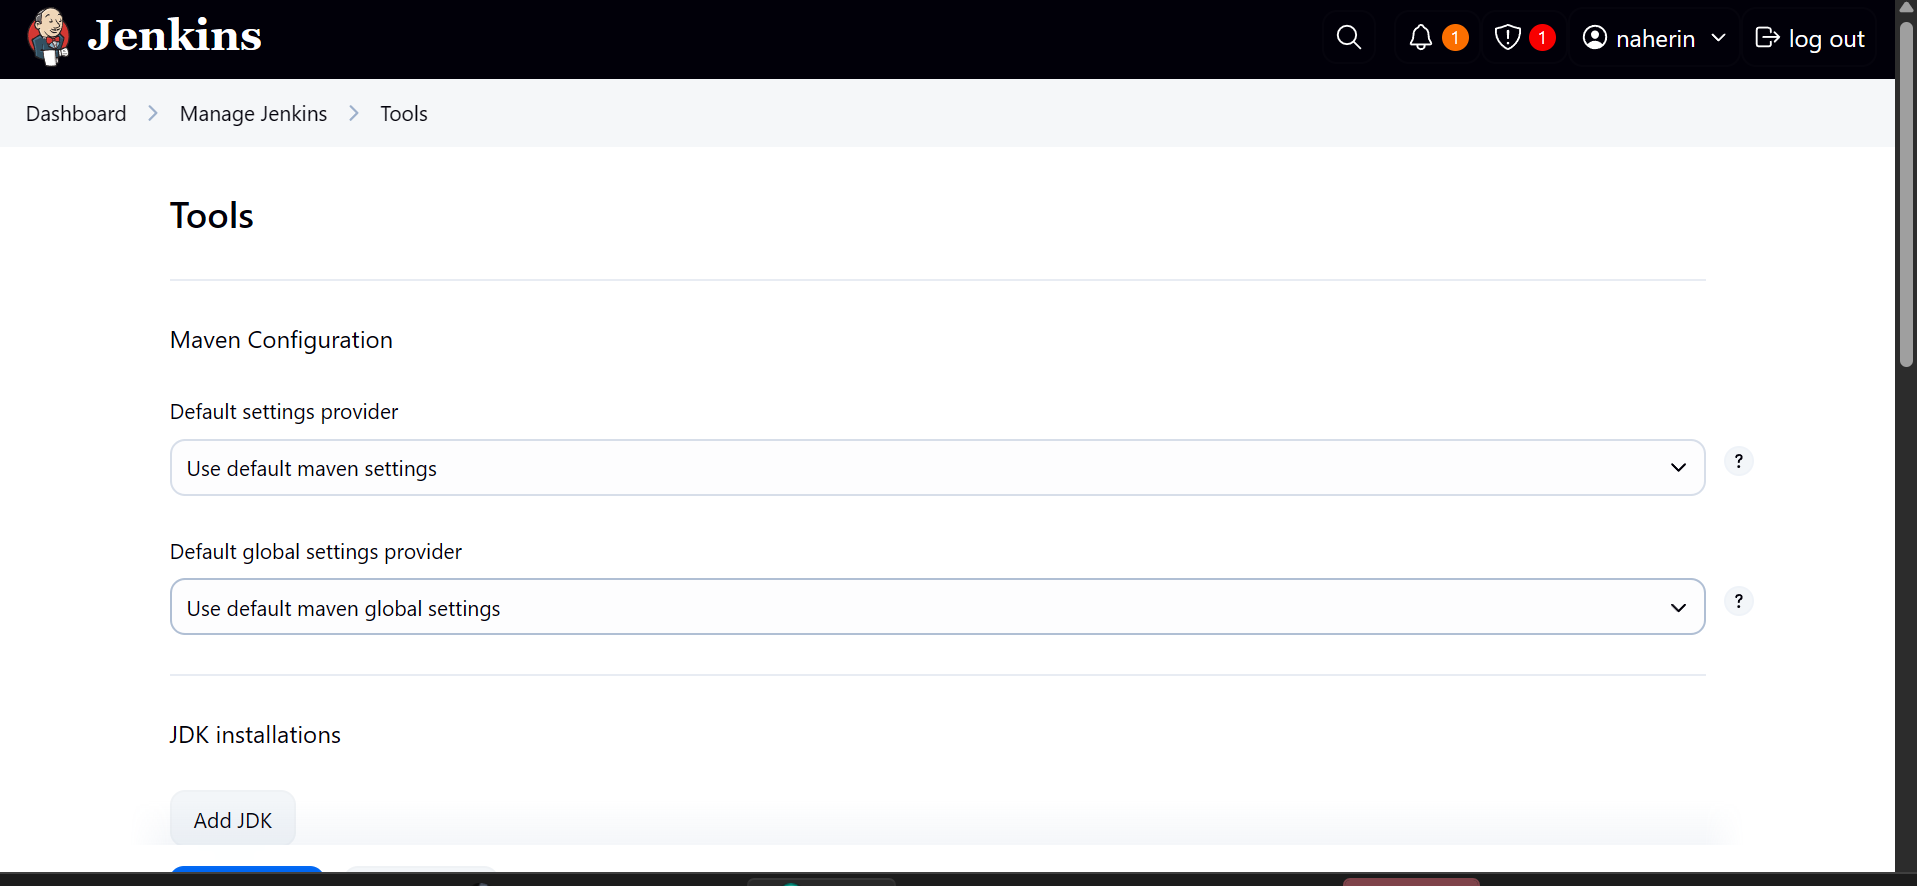 Jenkins
1
1
naherin
log out
Dashboard
Manage Jenkins
Tools
Tools
Maven Configuration
Default settings provider
Use default maven settings
?
Default global settings provider
Use default maven global settings
?
JDK installations
Add JDK